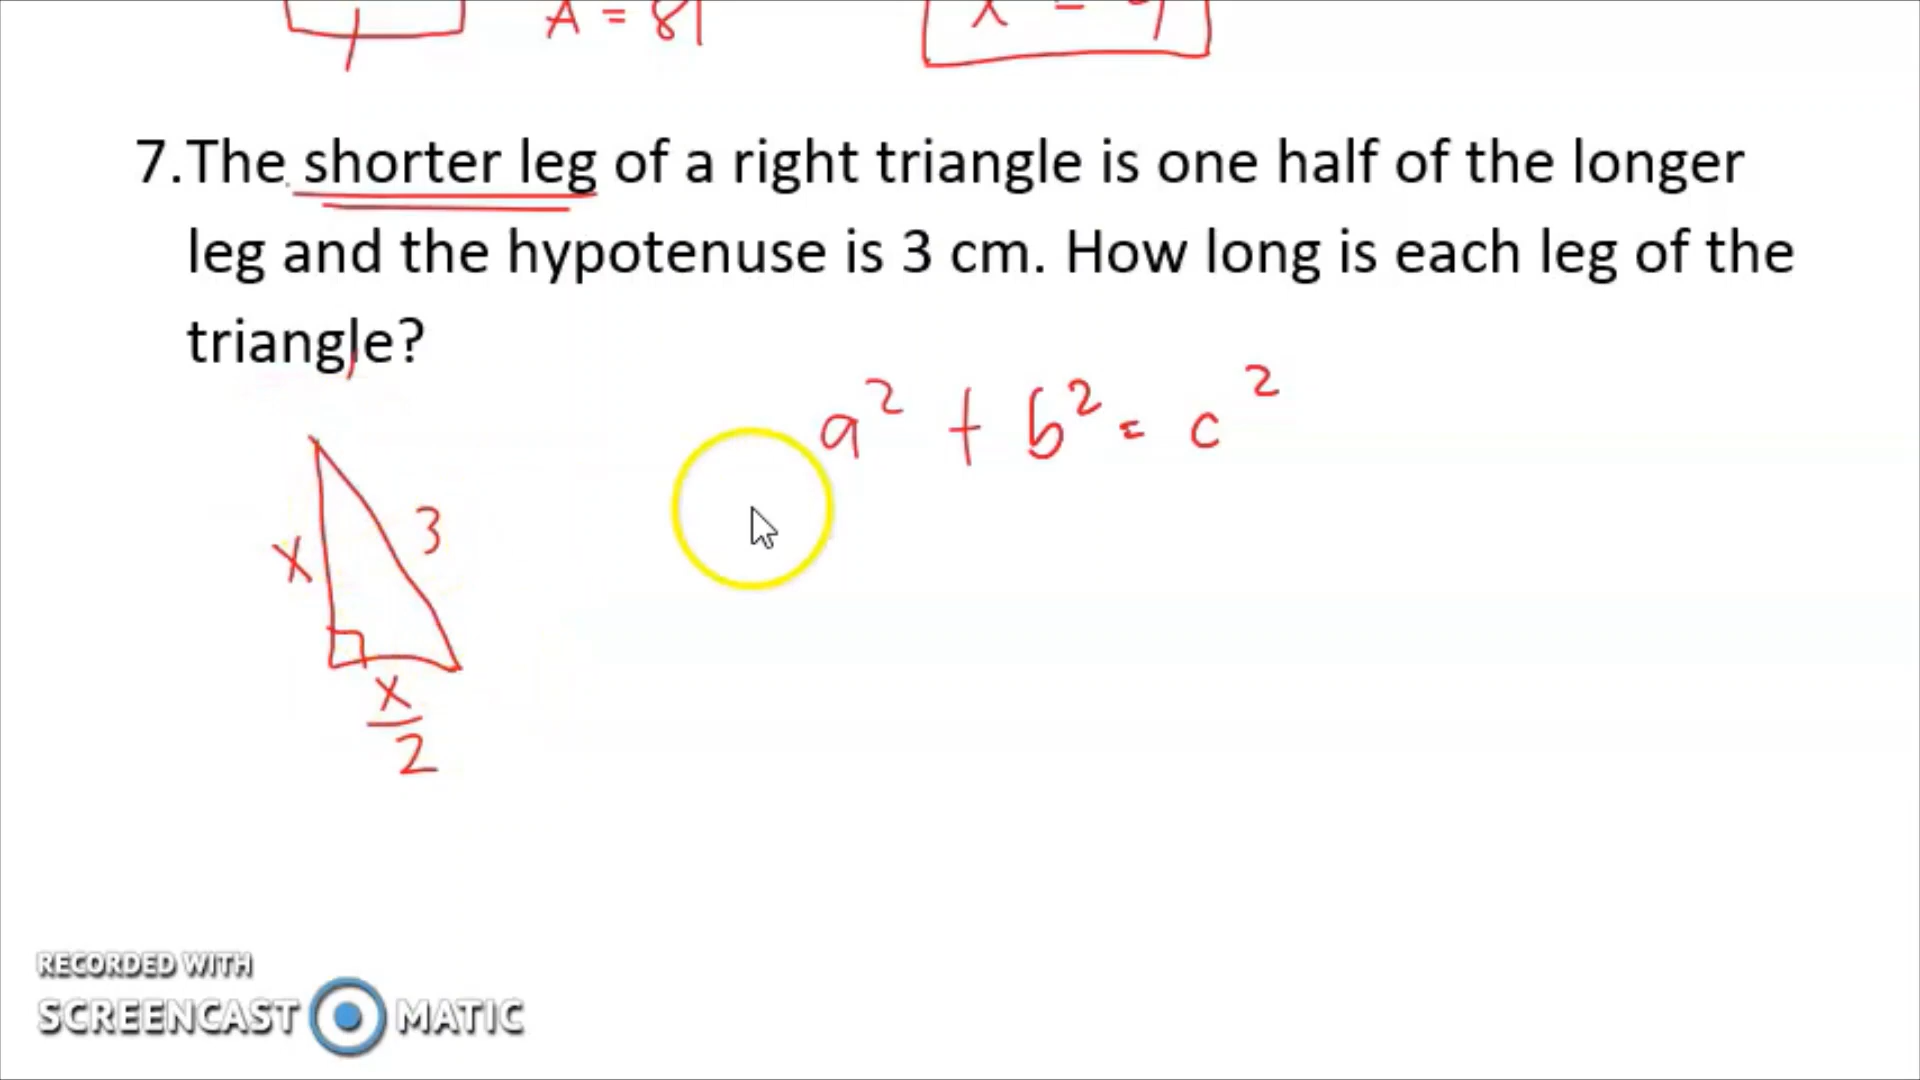 A = 81
x = 9
7.The shorter leg of a right triangle is one half of the longer
leg and the hypotenuse is 3 cm. How long is each leg of the
triangle?
a² + b² = c²
3
x
x
2
RECORDED WITH
SCREENCAST MATIC